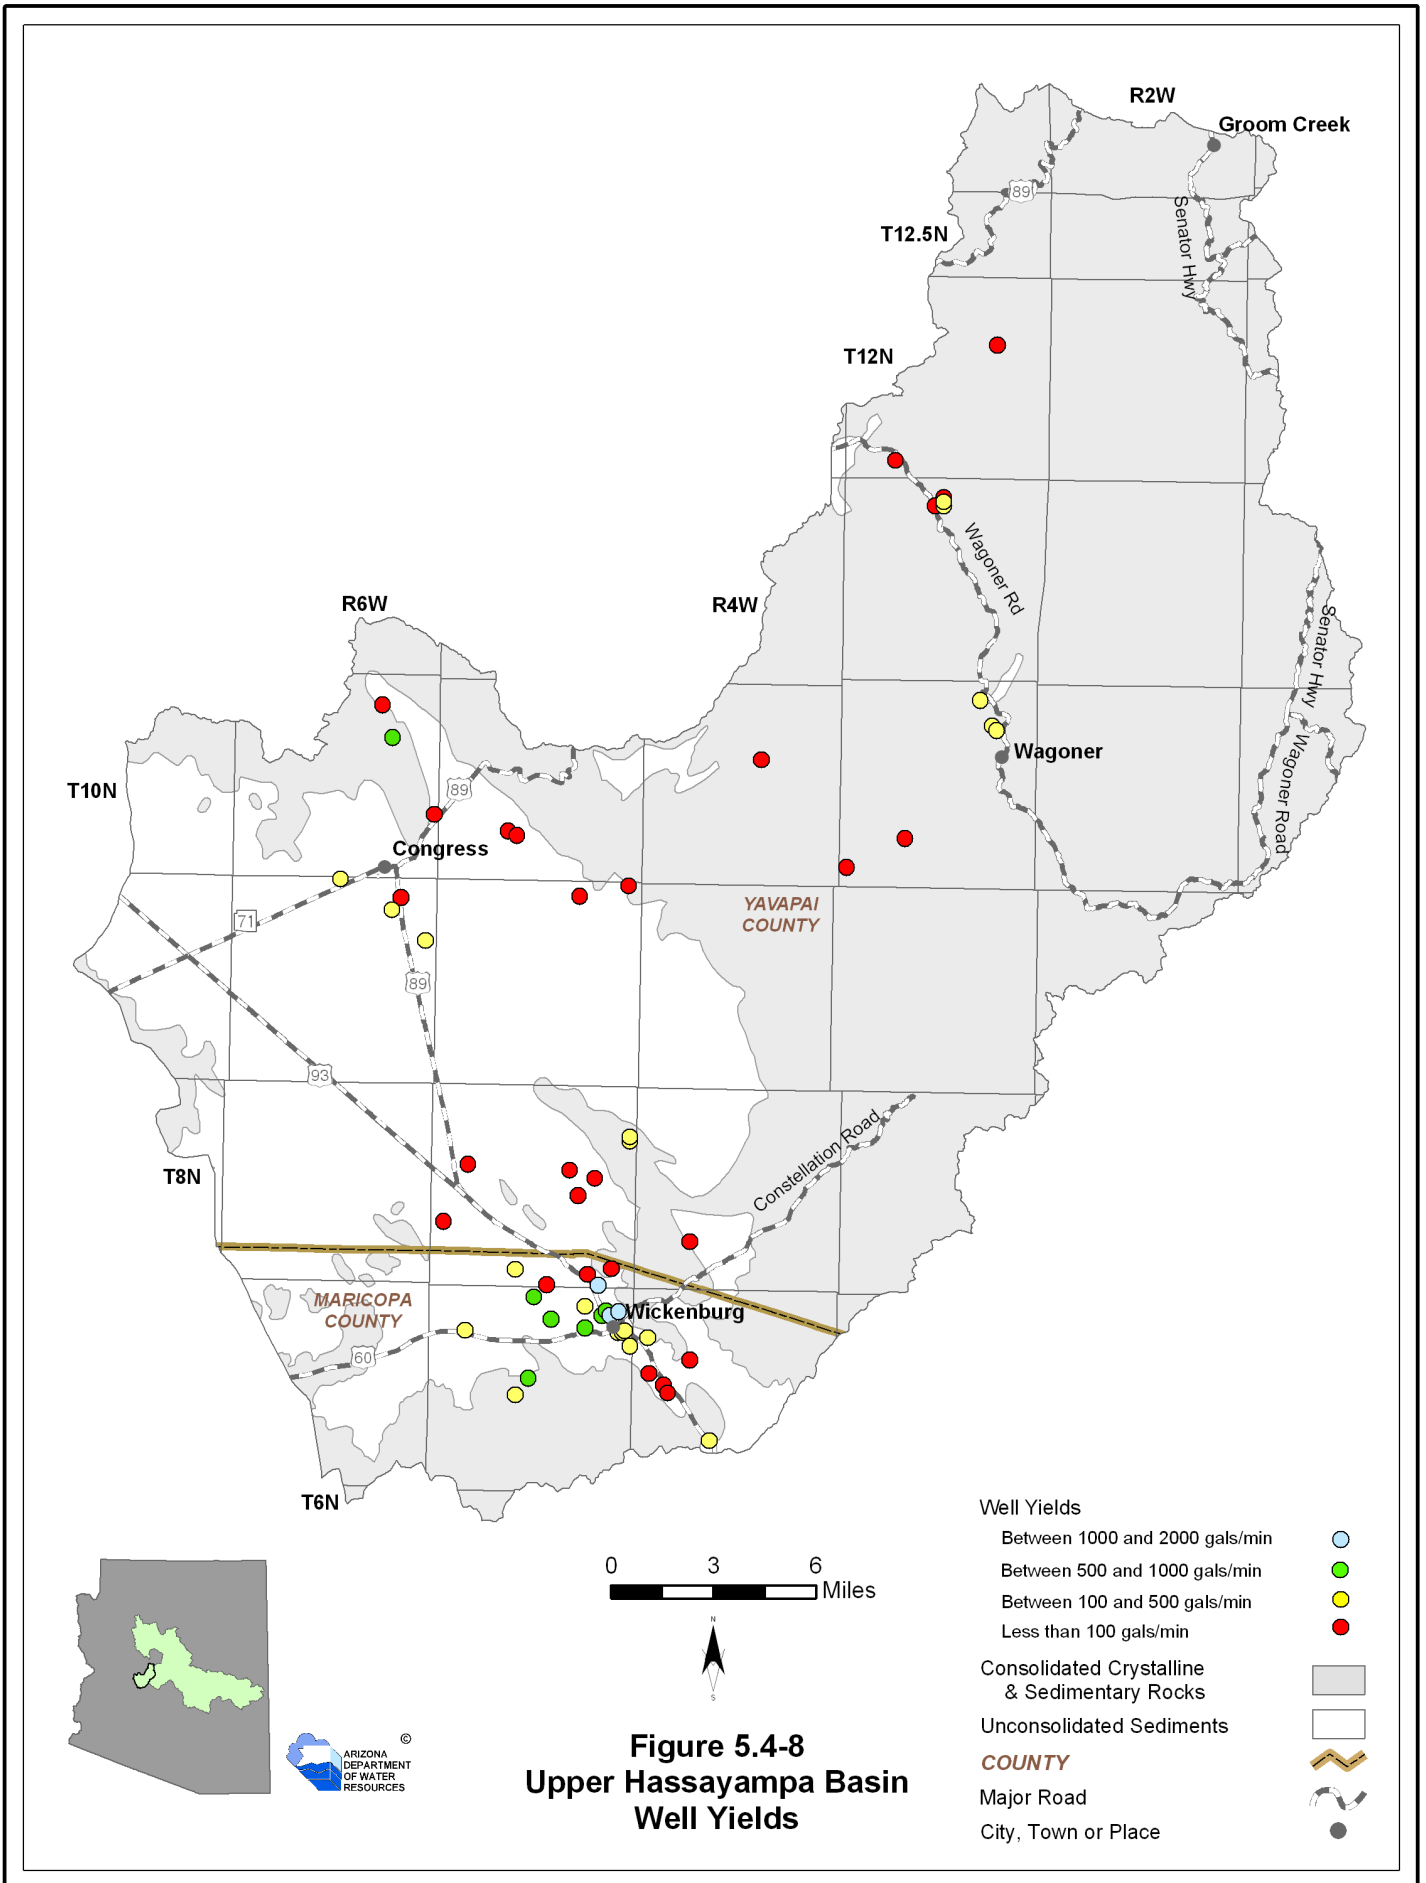 R2W
Groom Creek
89
Senator Hwy
T12.5N
T12N
Wagoner Rd
R6W
R4W
Senator Hwy
Wagoner
Wagoner Road
T10N
89
Congress
YAVAPAI
COUNTY
71
89
93
Constellation Road
T8N
MARICOPA
COUNTY
Wickenburg
60
T6N
Well Yields
Between 1000 and 2000 gals/min
Between 500 and 1000 gals/min
Between 100 and 500 gals/min
Less than 100 gals/min
Consolidated Crystalline
& Sedimentary Rocks
Unconsolidated Sediments
COUNTY
Major Road
City, Town or Place
0 3 6
Miles
N
S
©
ARIZONA
DEPARTMENT
OF WATER
RESOURCES
Figure 5.4-8
Upper Hassayampa Basin
Well Yields